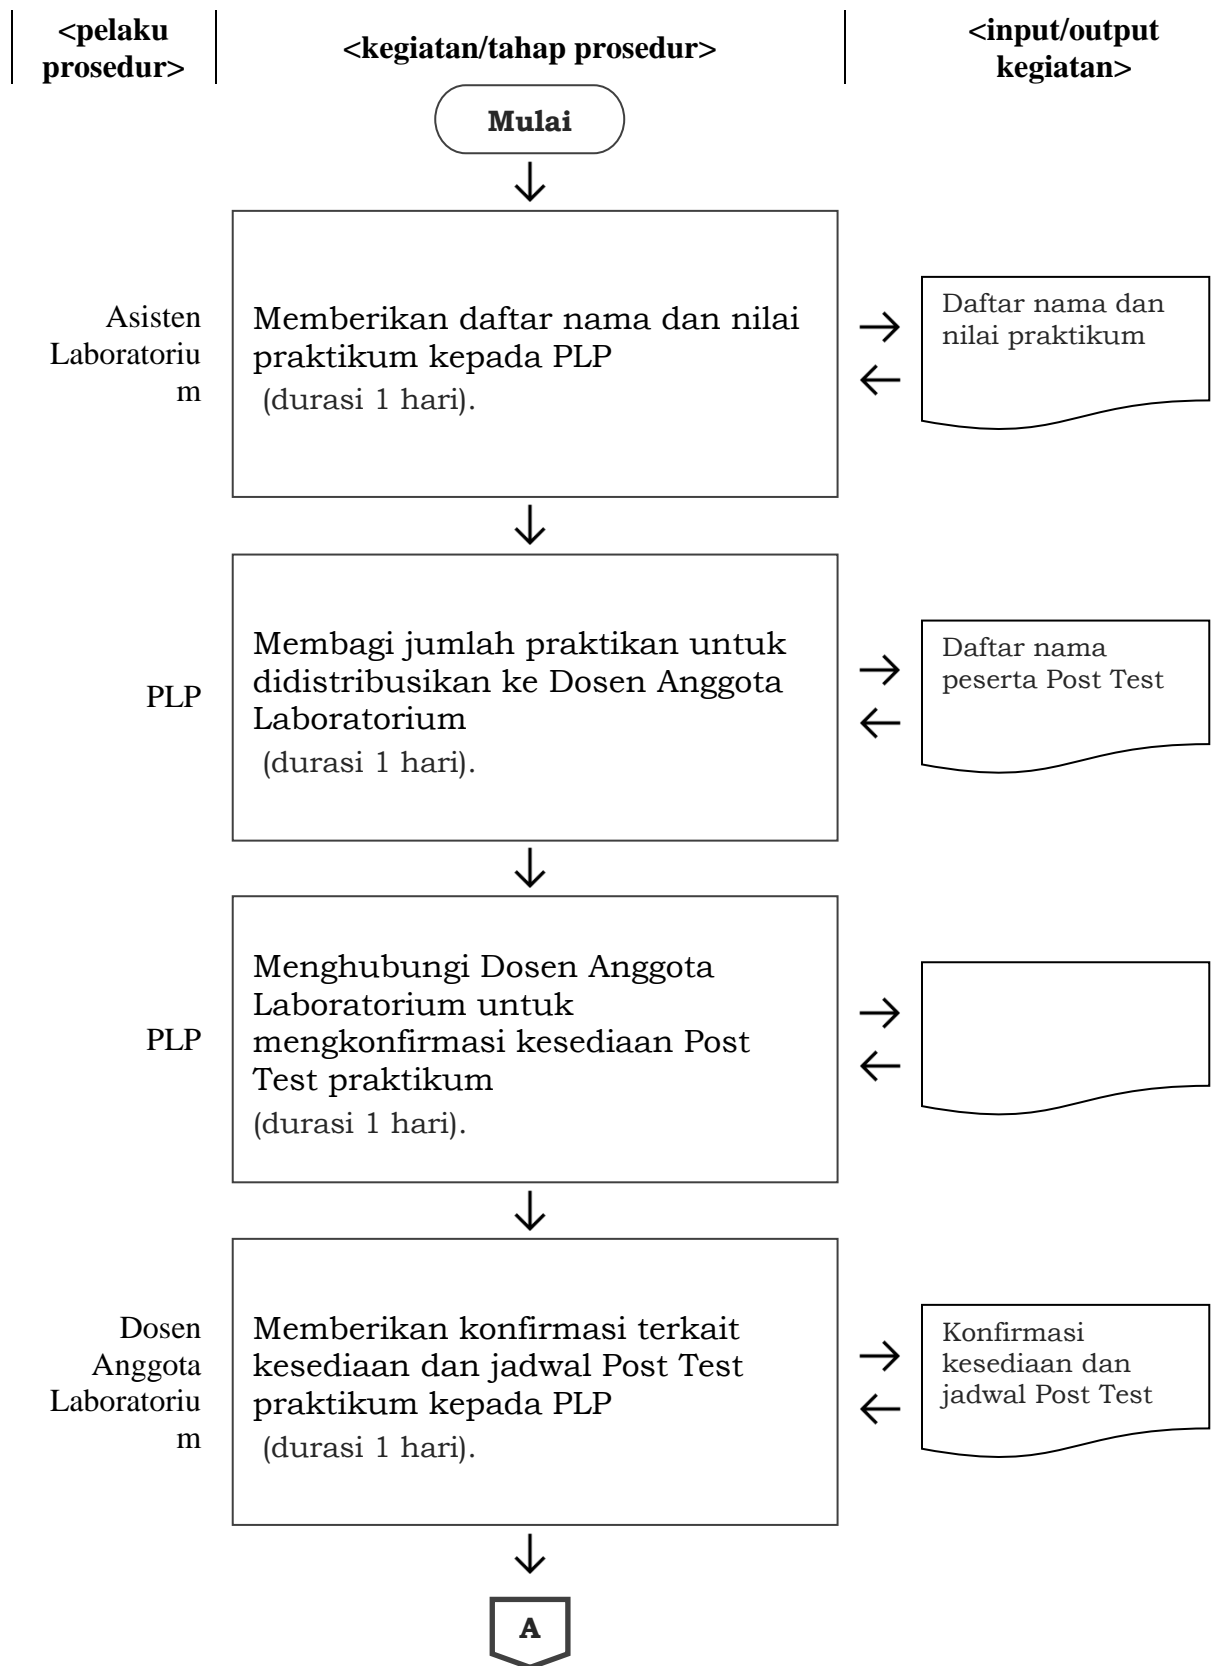 <pelaku
prosedur>
<kegiatan/tahap prosedur>
<input/output
kegiatan>
Mulai
Asisten
Laboratoriu
m
Memberikan daftar nama dan nilai
praktikum kepada PLP
(durasi 1 hari).
Daftar nama dan
nilai praktikum
PLP
Membagi jumlah praktikan untuk
didistribusikan ke Dosen Anggota
Laboratorium
(durasi 1 hari).
Daftar nama
peserta Post Test
PLP
Menghubungi Dosen Anggota
Laboratorium untuk
mengkonfirmasi kesediaan Post
Test praktikum
(durasi 1 hari).
Dosen
Anggota
Laboratoriu
m
Memberikan konfirmasi terkait
kesediaan dan jadwal Post Test
praktikum kepada PLP
(durasi 1 hari).
Konfirmasi
kesediaan dan
jadwal Post Test
A